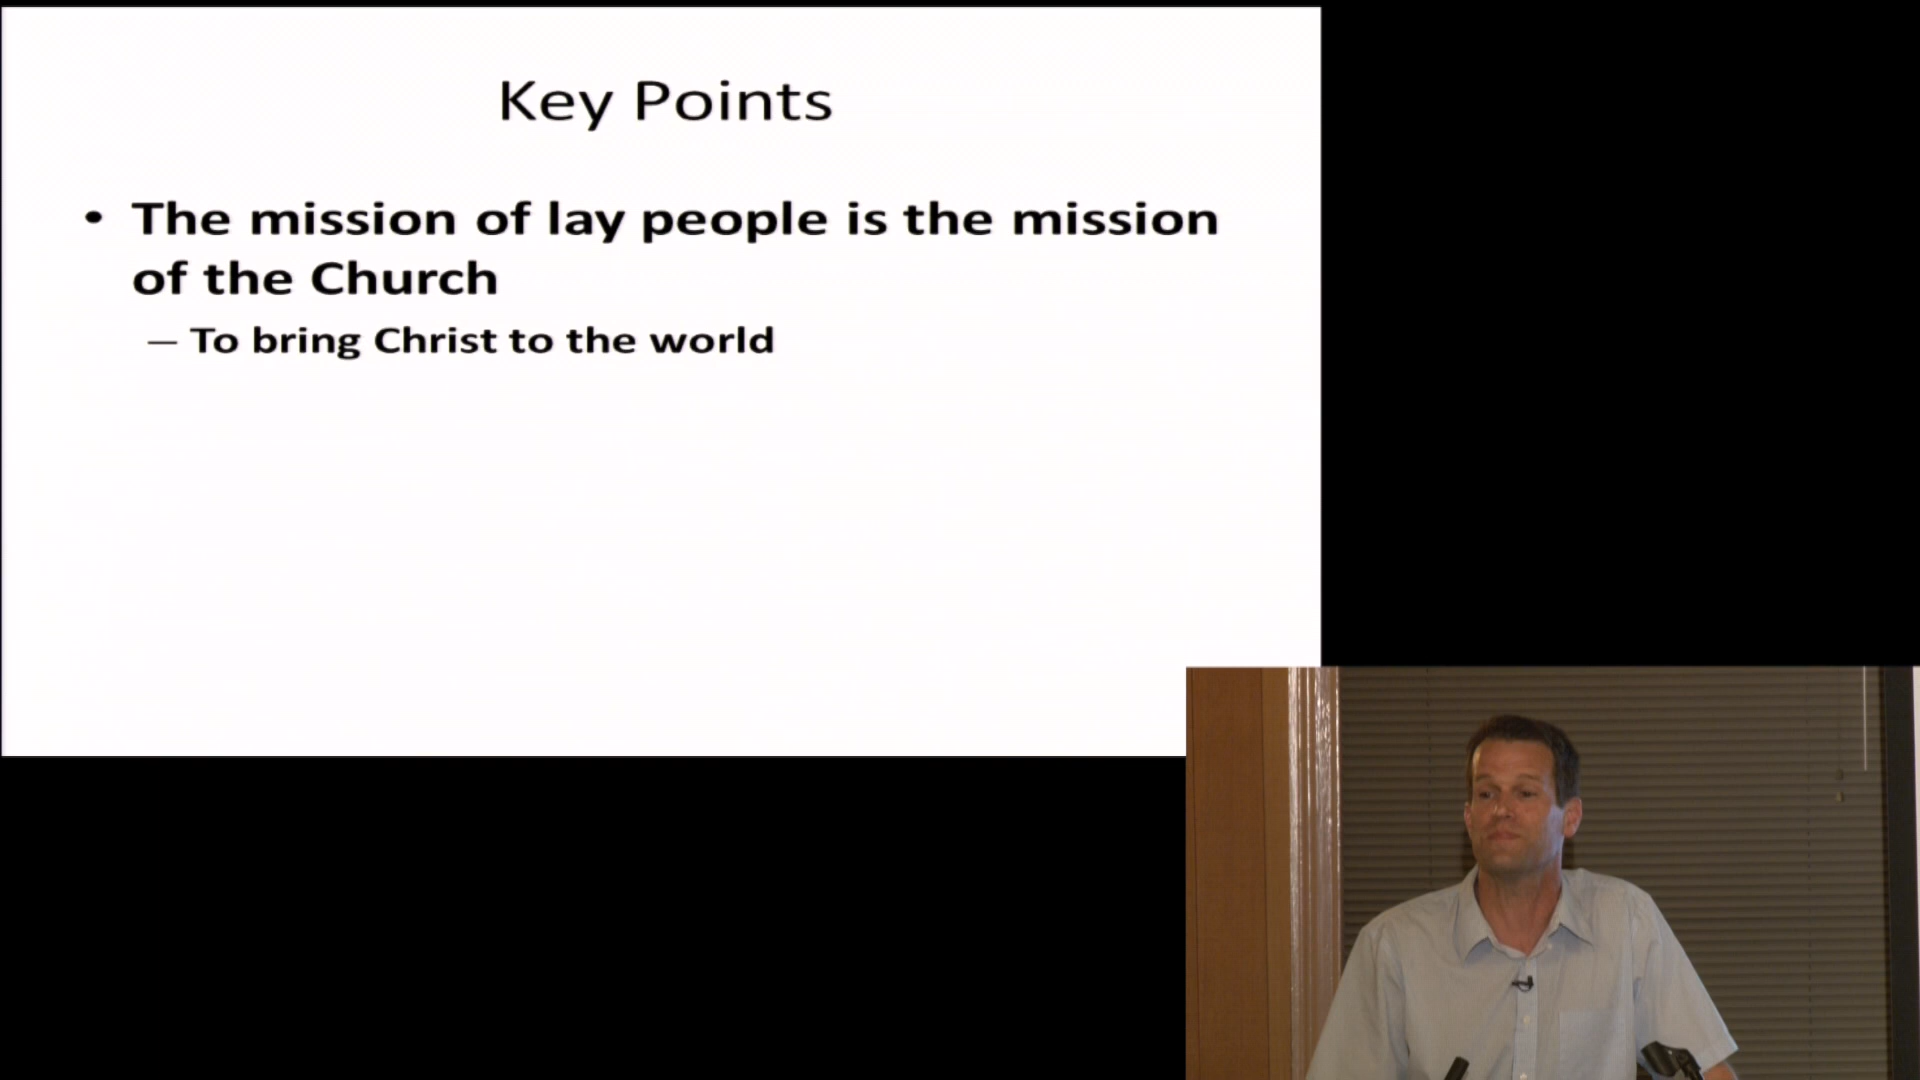 Key Points
• The mission of lay people is the mission
of the Church
– To bring Christ to the world